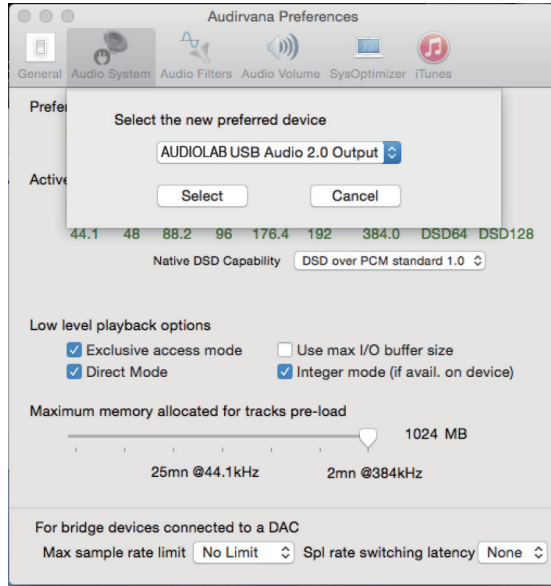 Audirvana Preferences
General Audio System Audio Filters Audio Volume SysOptimizer iTunes
Prefe
Select the new preferred device
AUDIOLAB USB Audio 2.0 Output
Active
Select Cancel
44.1 48 88.2 96 176.4 192 384.0 DSD64 DSD128
Native DSD Capability DSD over PCM standard 1.0
Low level playback options
Exclusive access mode Use max I/O buffer size
Direct Mode Integer mode (if avail. on device)
Maximum memory allocated for tracks pre-load
1024 MB
25mn @44.1kHz 2mn @384kHz
For bridge devices connected to a DAC
Max sample rate limit No Limit Spl rate switching latency None